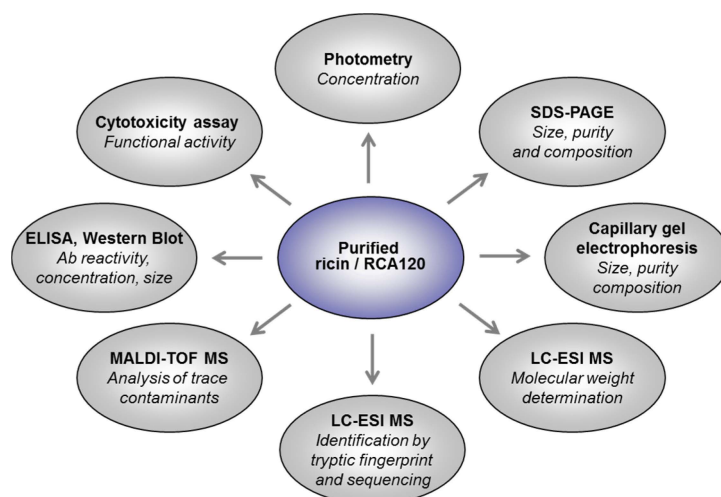 Photometry
Concentration
SDS-PAGE
Size, purity
and composition
Capillary gel
electrophoresis
Size, purity
composition
LC-ESI MS
Molecular weight
determination
LC-ESI MS
Identification by
tryptic fingerprint
and sequencing
MALDI-TOF MS
Analysis of trace
contaminants
ELISA, Western Blot
Ab reactivity,
concentration, size
Cytotoxicity assay
Functional activity
Purified
ricin / RCA120